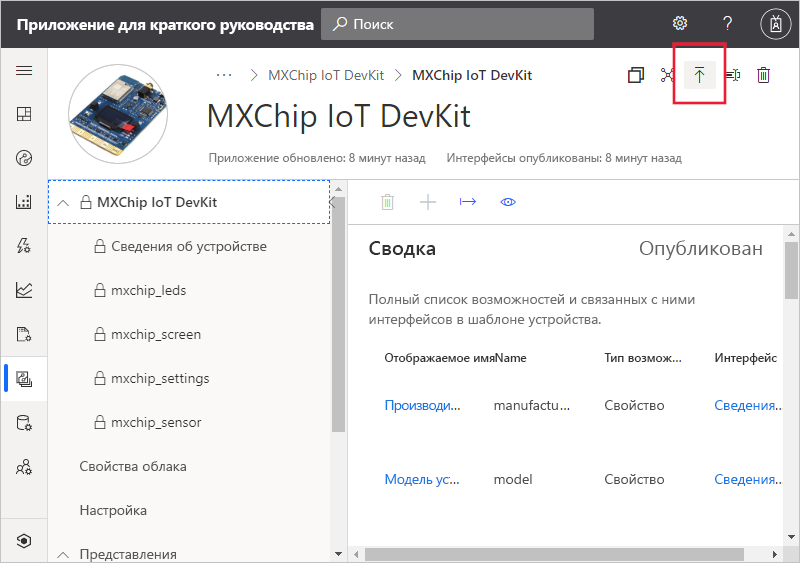 Приложение для краткого руководства
Поиск
?
··· > MXChip IoT DevKit > MXChip IoT DevKit
MXChip IoT DevKit
Приложение обновлено: 8 минут назад Интерфейсы опубликованы: 8 минут назад
MXChip IoT DevKit
Сведения об устройстве
mxchip_leds
mxchip_screen
mxchip_settings
mxchip_sensor
Свойства облака
Настройка
Представления
Сводка Опубликован
Полный список возможностей и связанных с ними
интерфейсов в шаблоне устройства.
Отображаемое имя Name Тип возмож... Интерфейс
Производи... manufactu... Свойство Сведения...
Модель ус... model Свойство Сведения...